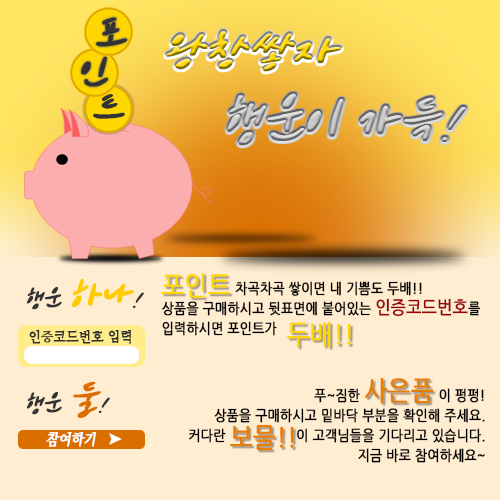 포인트
왕창쌓자
행운이 가득!
행운 하나!
인증코드번호 입력
행운 둘!
참여하기
포인트 차곡차곡 쌓이면 내 기쁨도 두배!!
상품을 구매하시고 뒷표면에 붙어있는 인증코드번호를
입력하시면 포인트가 두배!!
푸~짐한 사은품 이 펑펑!
상품을 구매하시고 밑바닥 부분을 확인해 주세요.
커다란 보물!!이 고객님들을 기다리고 있습니다.
지금 바로 참여하세요~